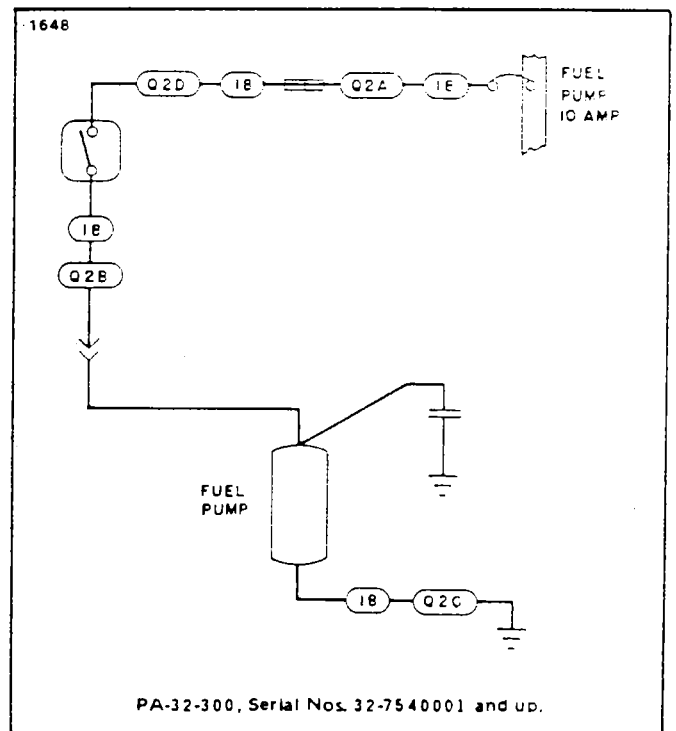 1648
Q2D 18 Q2A 18 FUEL
PUMP
10 AMP
18
Q2B
FUEL
PUMP
18 Q2C
PA-32-300, Serial Nos. 32-7540001 and up.